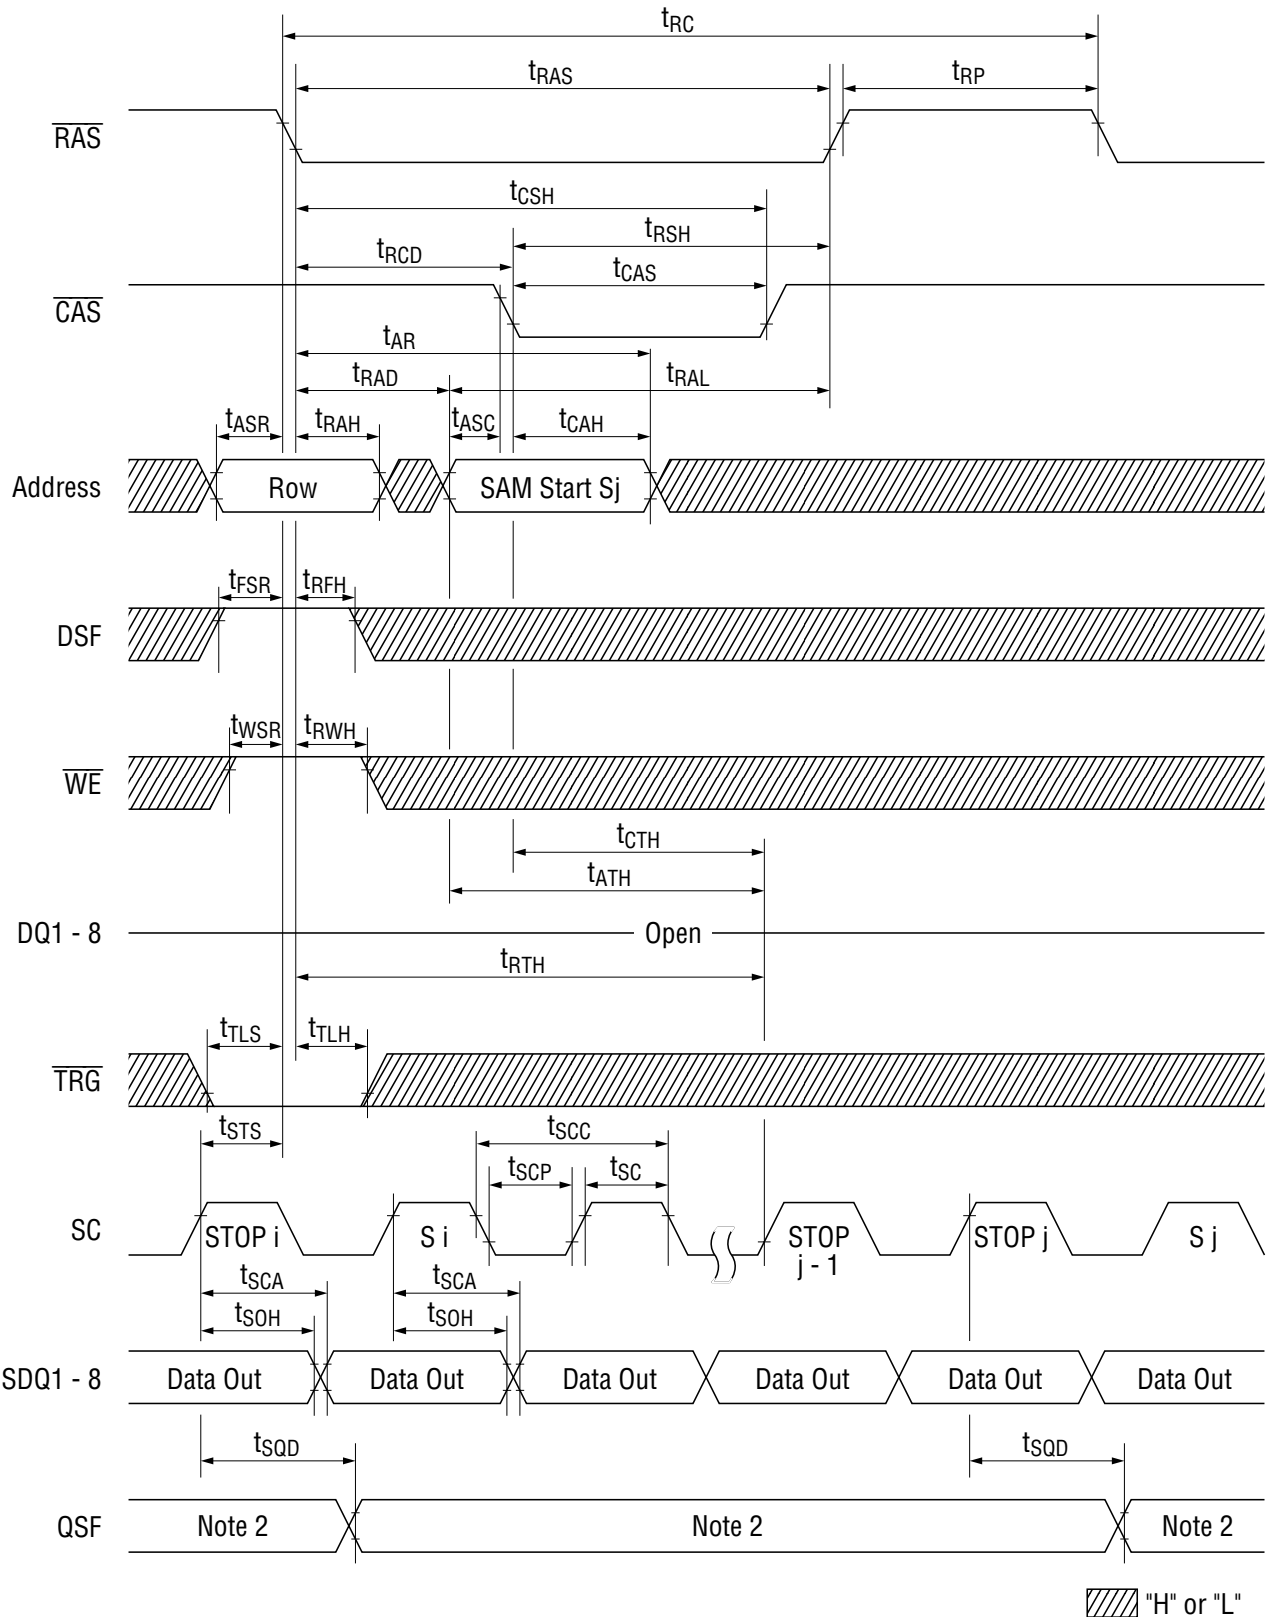 tRC
tRAS tRP
RAS
tCSH
tRSH
tRCD
tCAS
CAS
tAR
tRAD tRAL
tASR tRAH tASC tCAH
Address Row SAM Start Sj
tFSR tRFH
DSF
tWSR tRWH
WE
tCTH
tATH
DQ1 - 8 Open
tRTH
tTLS tTLH
TRG
tSTS tSCC
tSCP tSC
SC STOP i S i STOP j - 1 STOP j S j
tSCA tSCA
tSOH tSOH
SDQ1 - 8 Data Out Data Out Data Out Data Out Data Out Data Out
tSQD tSQD
QSF Note 2 Note 2 Note 2
"H" or "L"